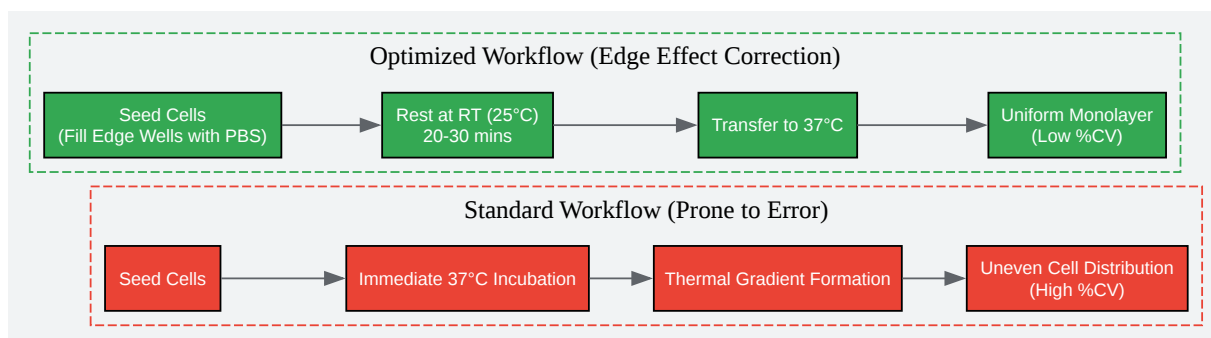 Optimized Workflow (Edge Effect Correction)
Seed Cells
(Fill Edge Wells with PBS)
Rest at RT (25°C)
20-30 mins
Transfer to 37°C
Uniform Monolayer
(Low %CV)
Standard Workflow (Prone to Error)
Seed Cells
Immediate 37°C Incubation
Thermal Gradient Formation
Uneven Cell Distribution
(High %CV)